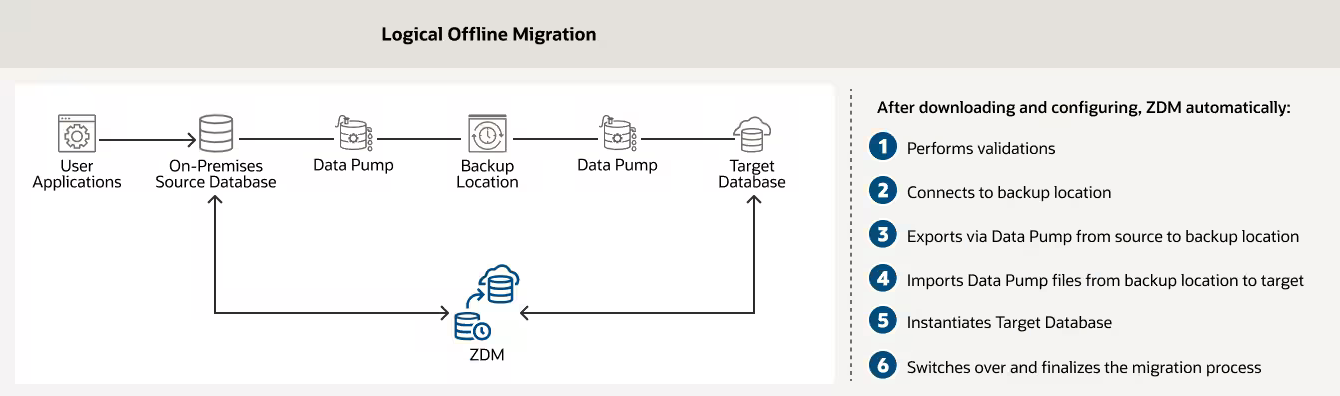 Logical Offline Migration
User
Applications
On-Premises
Source Database
Data Pump
Backup
Location
Data Pump
Target
Database
ZDM
After downloading and configuring, ZDM automatically:
1 Performs validations
2 Connects to backup location
3 Exports via Data Pump from source to backup location
4 Imports Data Pump files from backup location to target
5 Instantiates Target Database
6 Switches over and finalizes the migration process